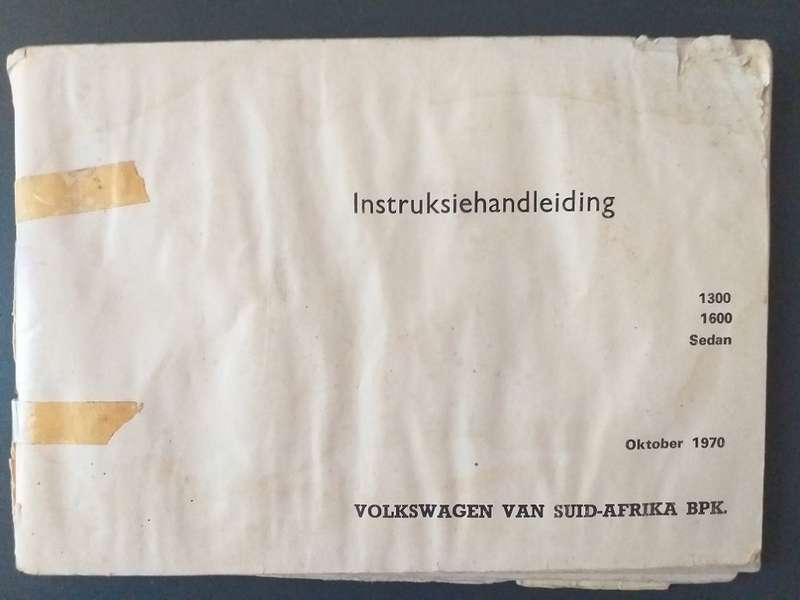 Instruksiehandleiding
1300
1600
Sedan
Oktober 1970
VOLKSWAGEN VAN SUID-AFRIKA BPK.